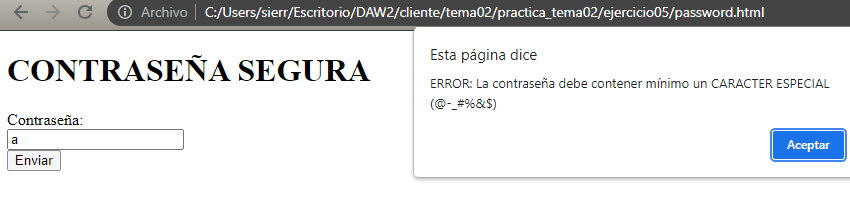 Archivo | C:/Users/sierr/Escritorio/DAW2/cliente/tema02/practica_tema02/ejercicio05/password.html
Esta página dice
ERROR: La contraseña debe contener mínimo un CARACTER ESPECIAL
(@-_#%&$)
Aceptar
CONTRASEÑA SEGURA
Contraseña:
a
Enviar